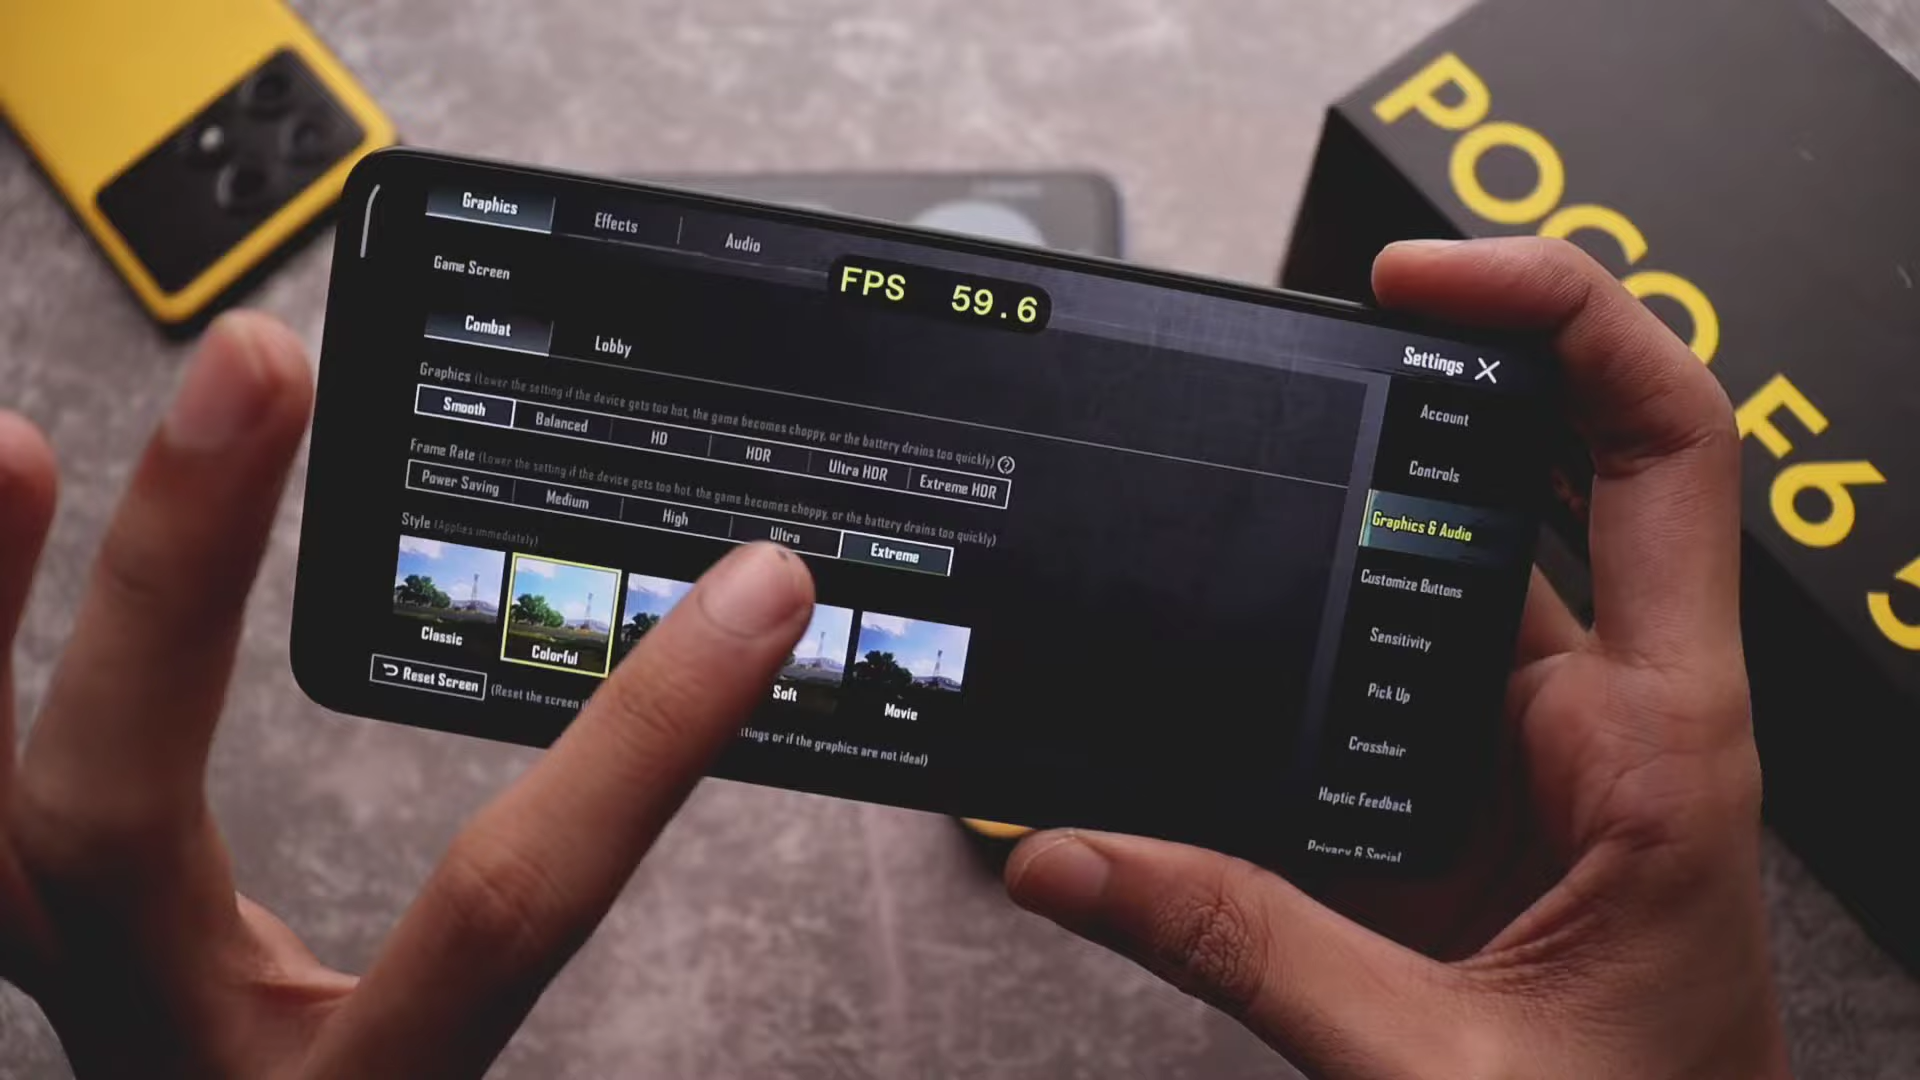 POCO F6 5
Graphics Effects Audio
FPS 59.6
Game Screen
Settings X
Combat Lobby
Graphics (Lower the setting if the device gets too hot, the game becomes choppy, or the battery drains too quickly) ?
Smooth Balanced HD HDR Ultra HDR Extreme HDR
Frame Rate (Lower the setting if the device gets too hot, the game becomes choppy, or the battery drains too quickly)
Power Saving Medium High Ultra Extreme
Style (Applies immediately)
Classic Colorful Soft Movie
Reset Screen (Reset the screen
ttings or if the graphics are not ideal)
Account
Controls
Graphics & Audio
Customize Buttons
Sensitivity
Pick Up
Crosshair
Haptic Feedback
Privacy & Social